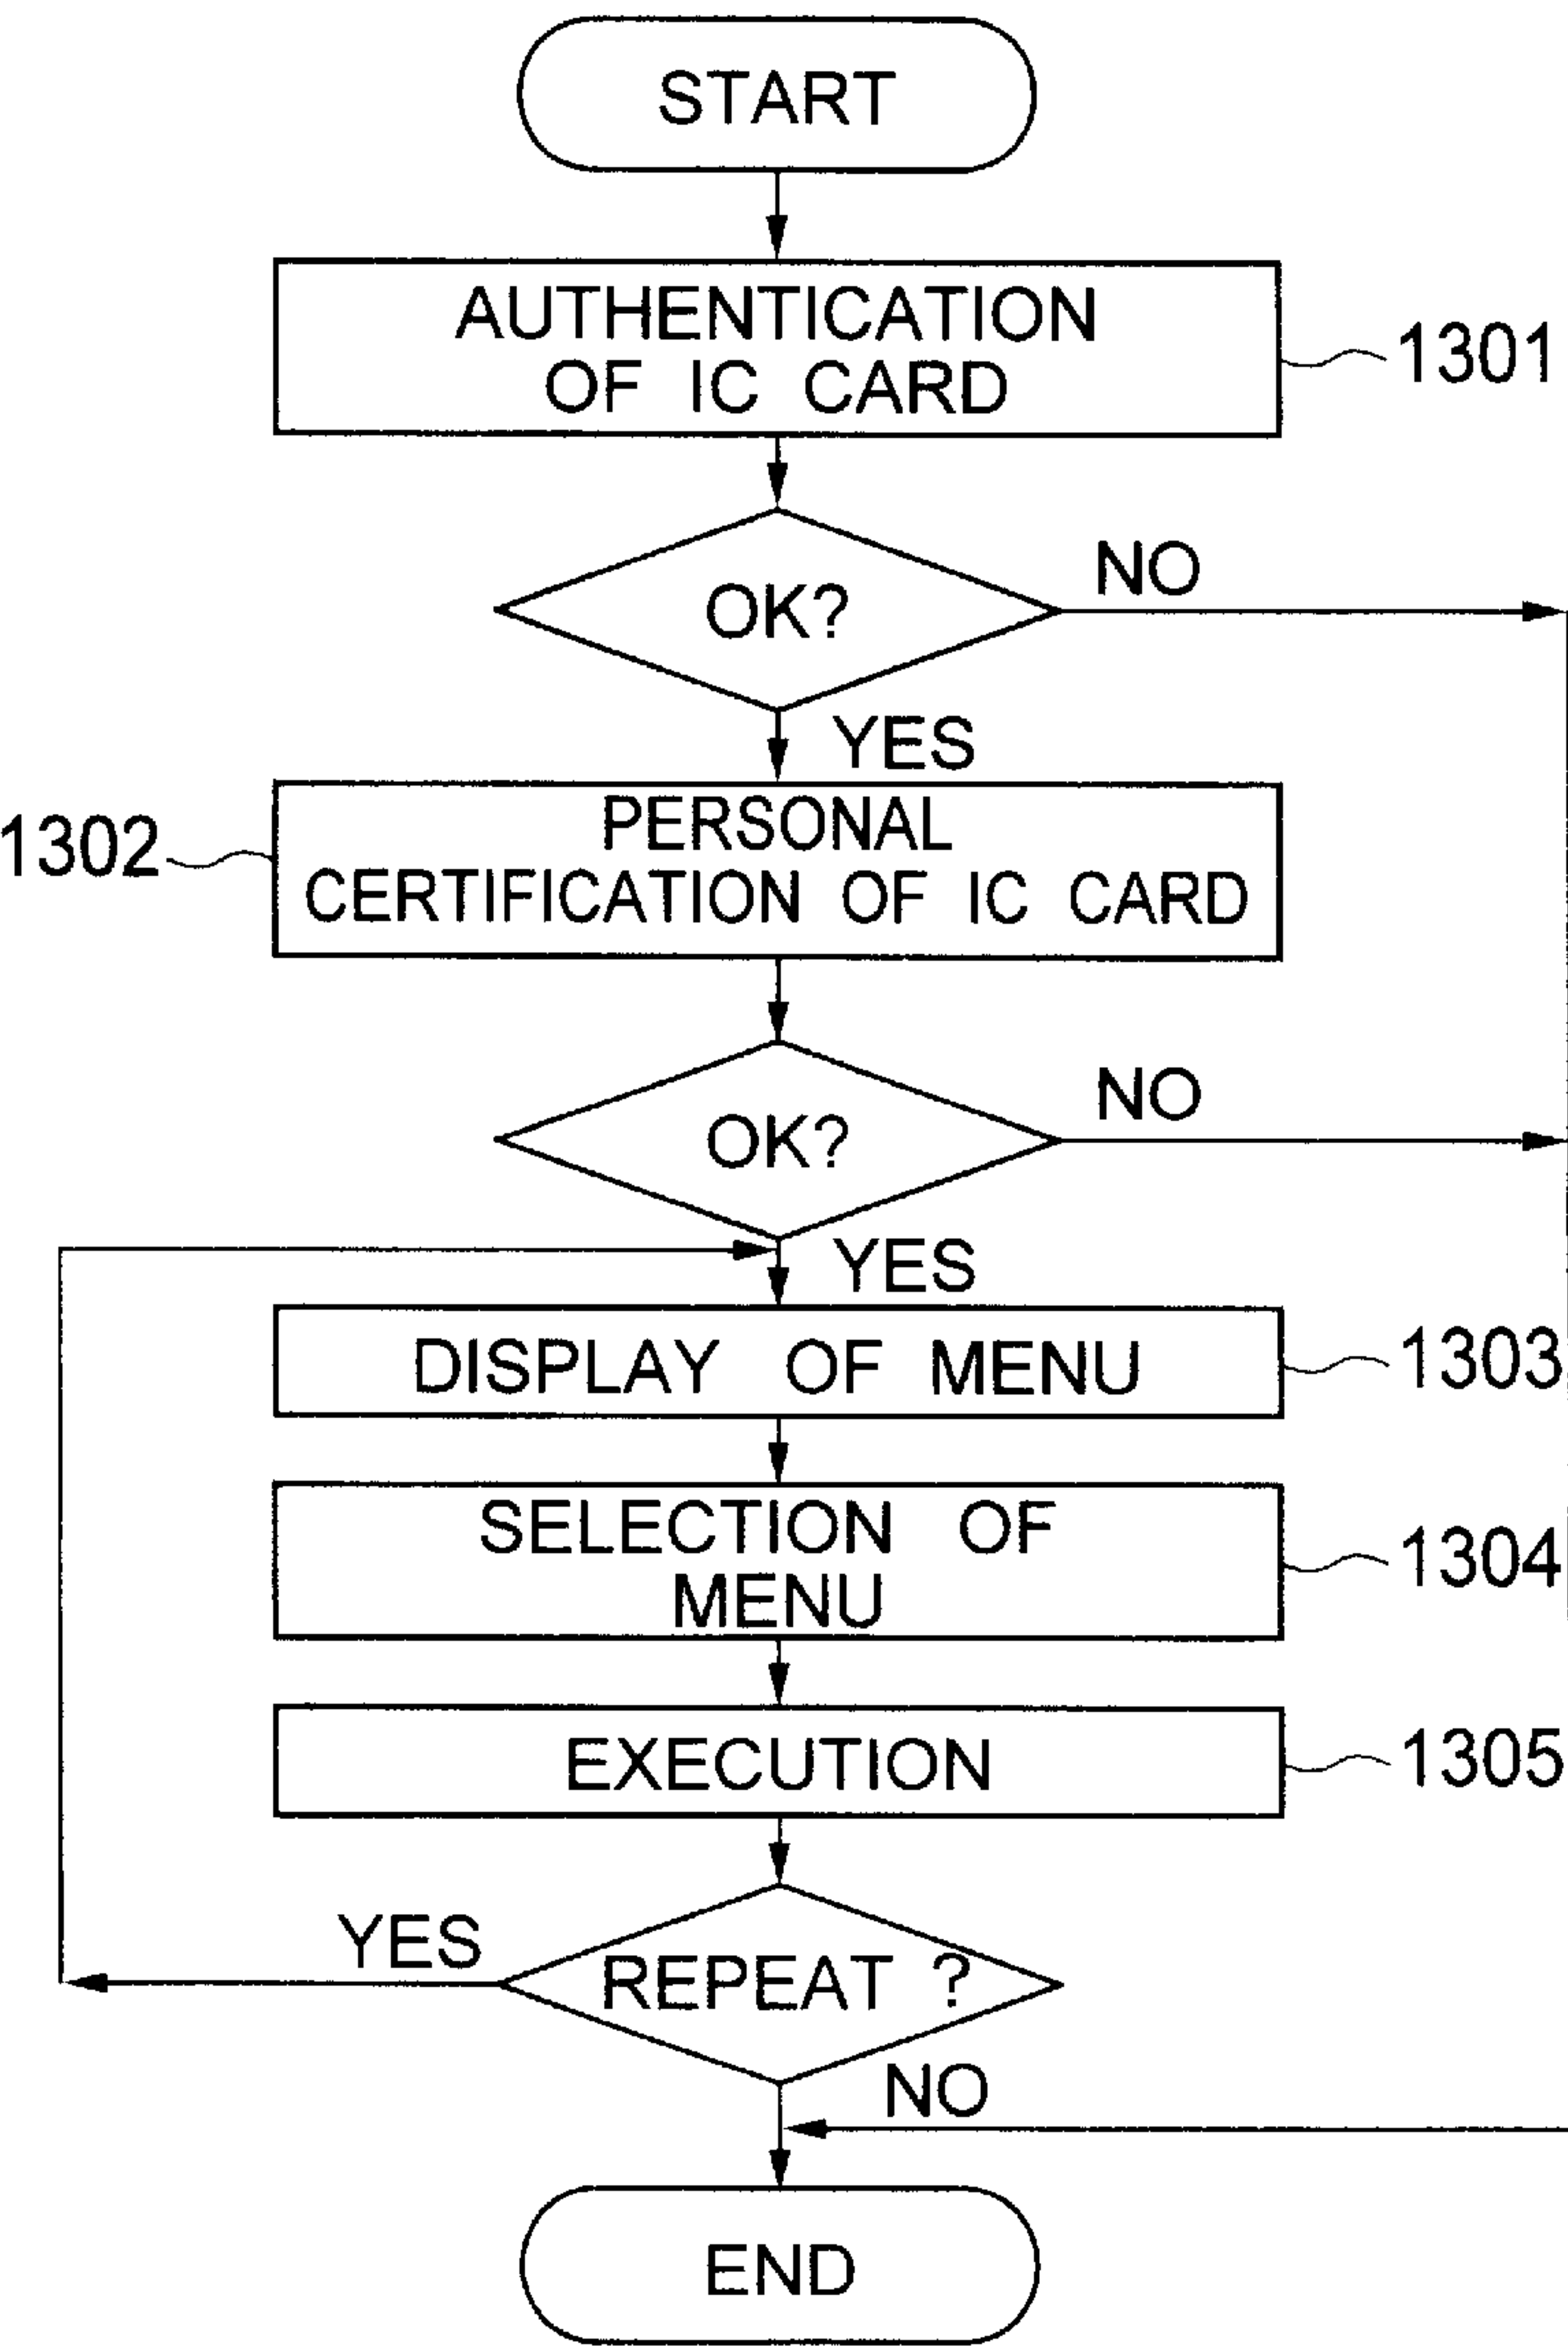 START
AUTHENTICATION
OF IC CARD
1301
OK?
NO
YES
1302
PERSONAL
CERTIFICATION OF IC CARD
OK?
NO
YES
DISPLAY OF MENU
1303
SELECTION OF
MENU
1304
EXECUTION
1305
YES
REPEAT ?
NO
END